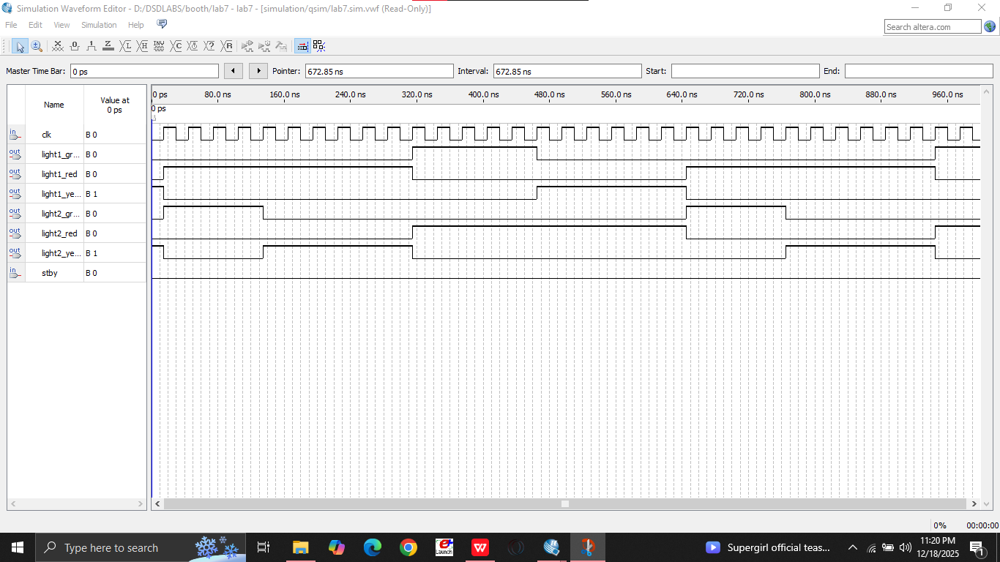 Simulation Waveform Editor - D:/DSDLABS/booth/lab7 - lab7 - [simulation/qsim/lab7.sim.vwf (Read-Only)]
File Edit View Simulation Help
Search altera.com
Master Time Bar: 0 ps Pointer: 672.85 ns Interval: 672.85 ns Start: End:
Name Value at 0 ps
0 ps 80.0 ns 160.0 ns 240.0 ns 320.0 ns 400.0 ns 480.0 ns 560.0 ns 640.0 ns 720.0 ns 800.0 ns 880.0 ns 960.0 ns
0 ps
in clk B 0
out light1_gr... B 0
out light1_red B 0
out light1_ye... B 1
out light2_gr... B 0
out light2_red B 0
out light2_ye... B 1
in stby B 0
0% 00:00:00
Type here to search
Launch
Supergirl official teas...
11:20 PM
12/18/2025
1